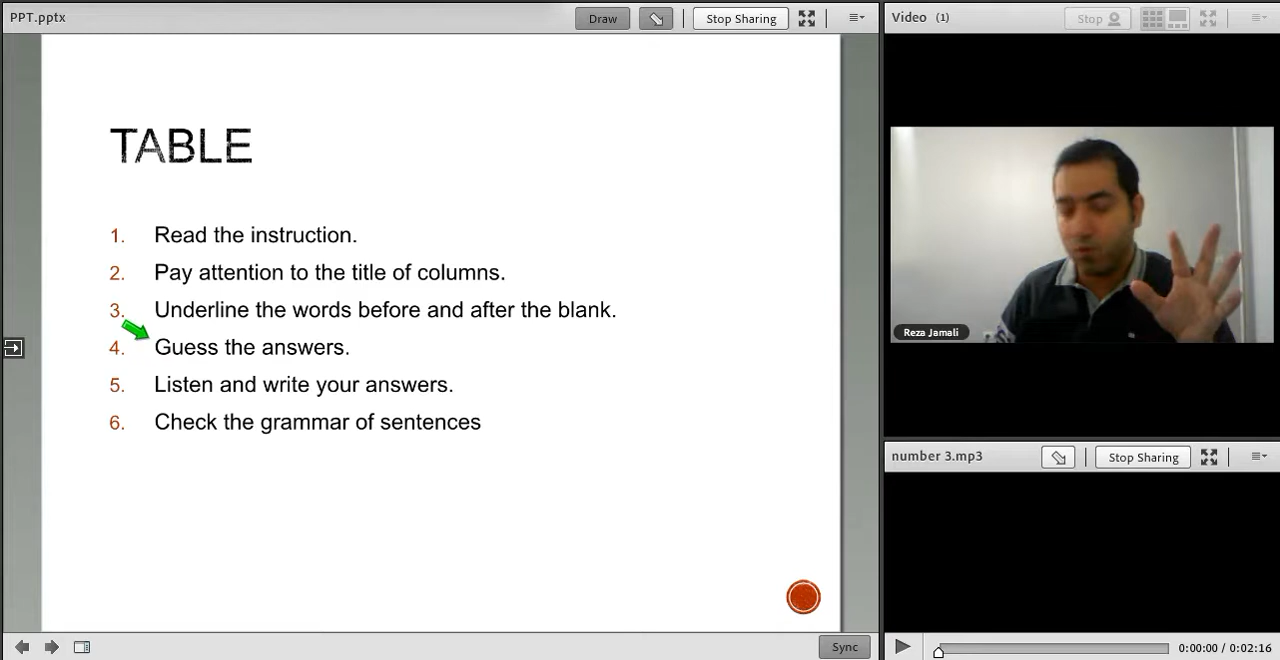 PPT.pptx
Draw
Stop Sharing
Video (1)
Stop
TABLE
1. Read the instruction.
2. Pay attention to the title of columns.
3. Underline the words before and after the blank.
4. Guess the answers.
5. Listen and write your answers.
6. Check the grammar of sentences
Reza Jamali
number 3.mp3
Stop Sharing
Sync
0:00:00 / 0:02:16